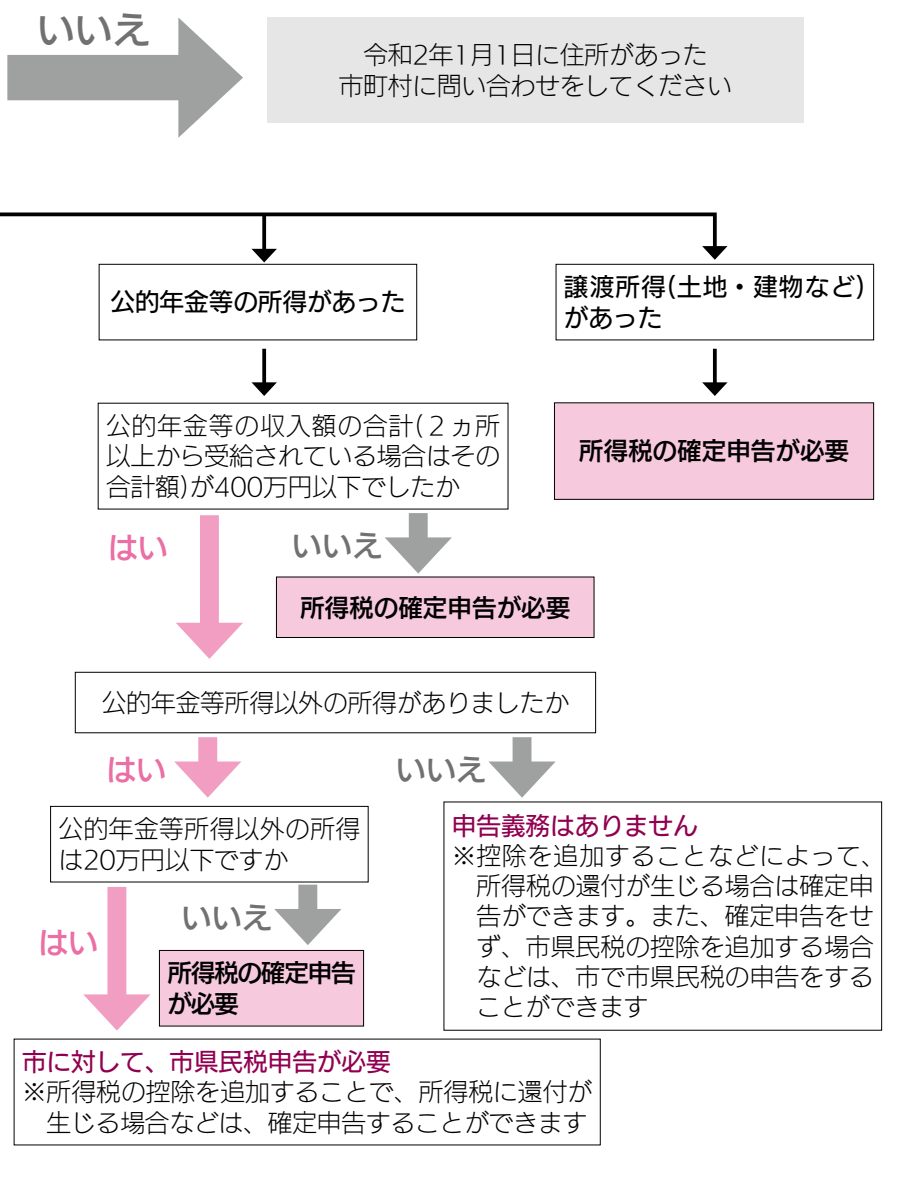 いいえ
令和2年1月1日に住所があった
市町村に問い合わせをしてください
公的年金等の所得があった
譲渡所得(土地・建物など)
があった
公的年金等の収入額の合計(２ヵ所
以上から受給されている場合はその
合計額)が400万円以下でしたか
所得税の確定申告が必要
はい
いいえ
所得税の確定申告が必要
公的年金等所得以外の所得がありましたか
はい
いいえ
公的年金等所得以外の所得
は20万円以下ですか
申告義務はありません
※控除を追加することなどによって、
所得税の還付が生じる場合は確定申
告ができます。また、確定申告をせ
ず、市県民税の控除を追加する場合
などは、市で市県民税の申告をする
ことができます
はい
いいえ
所得税の確定申告
が必要
市に対して、市県民税申告が必要
※所得税の控除を追加することで、所得税に還付が
生じる場合などは、確定申告することができます